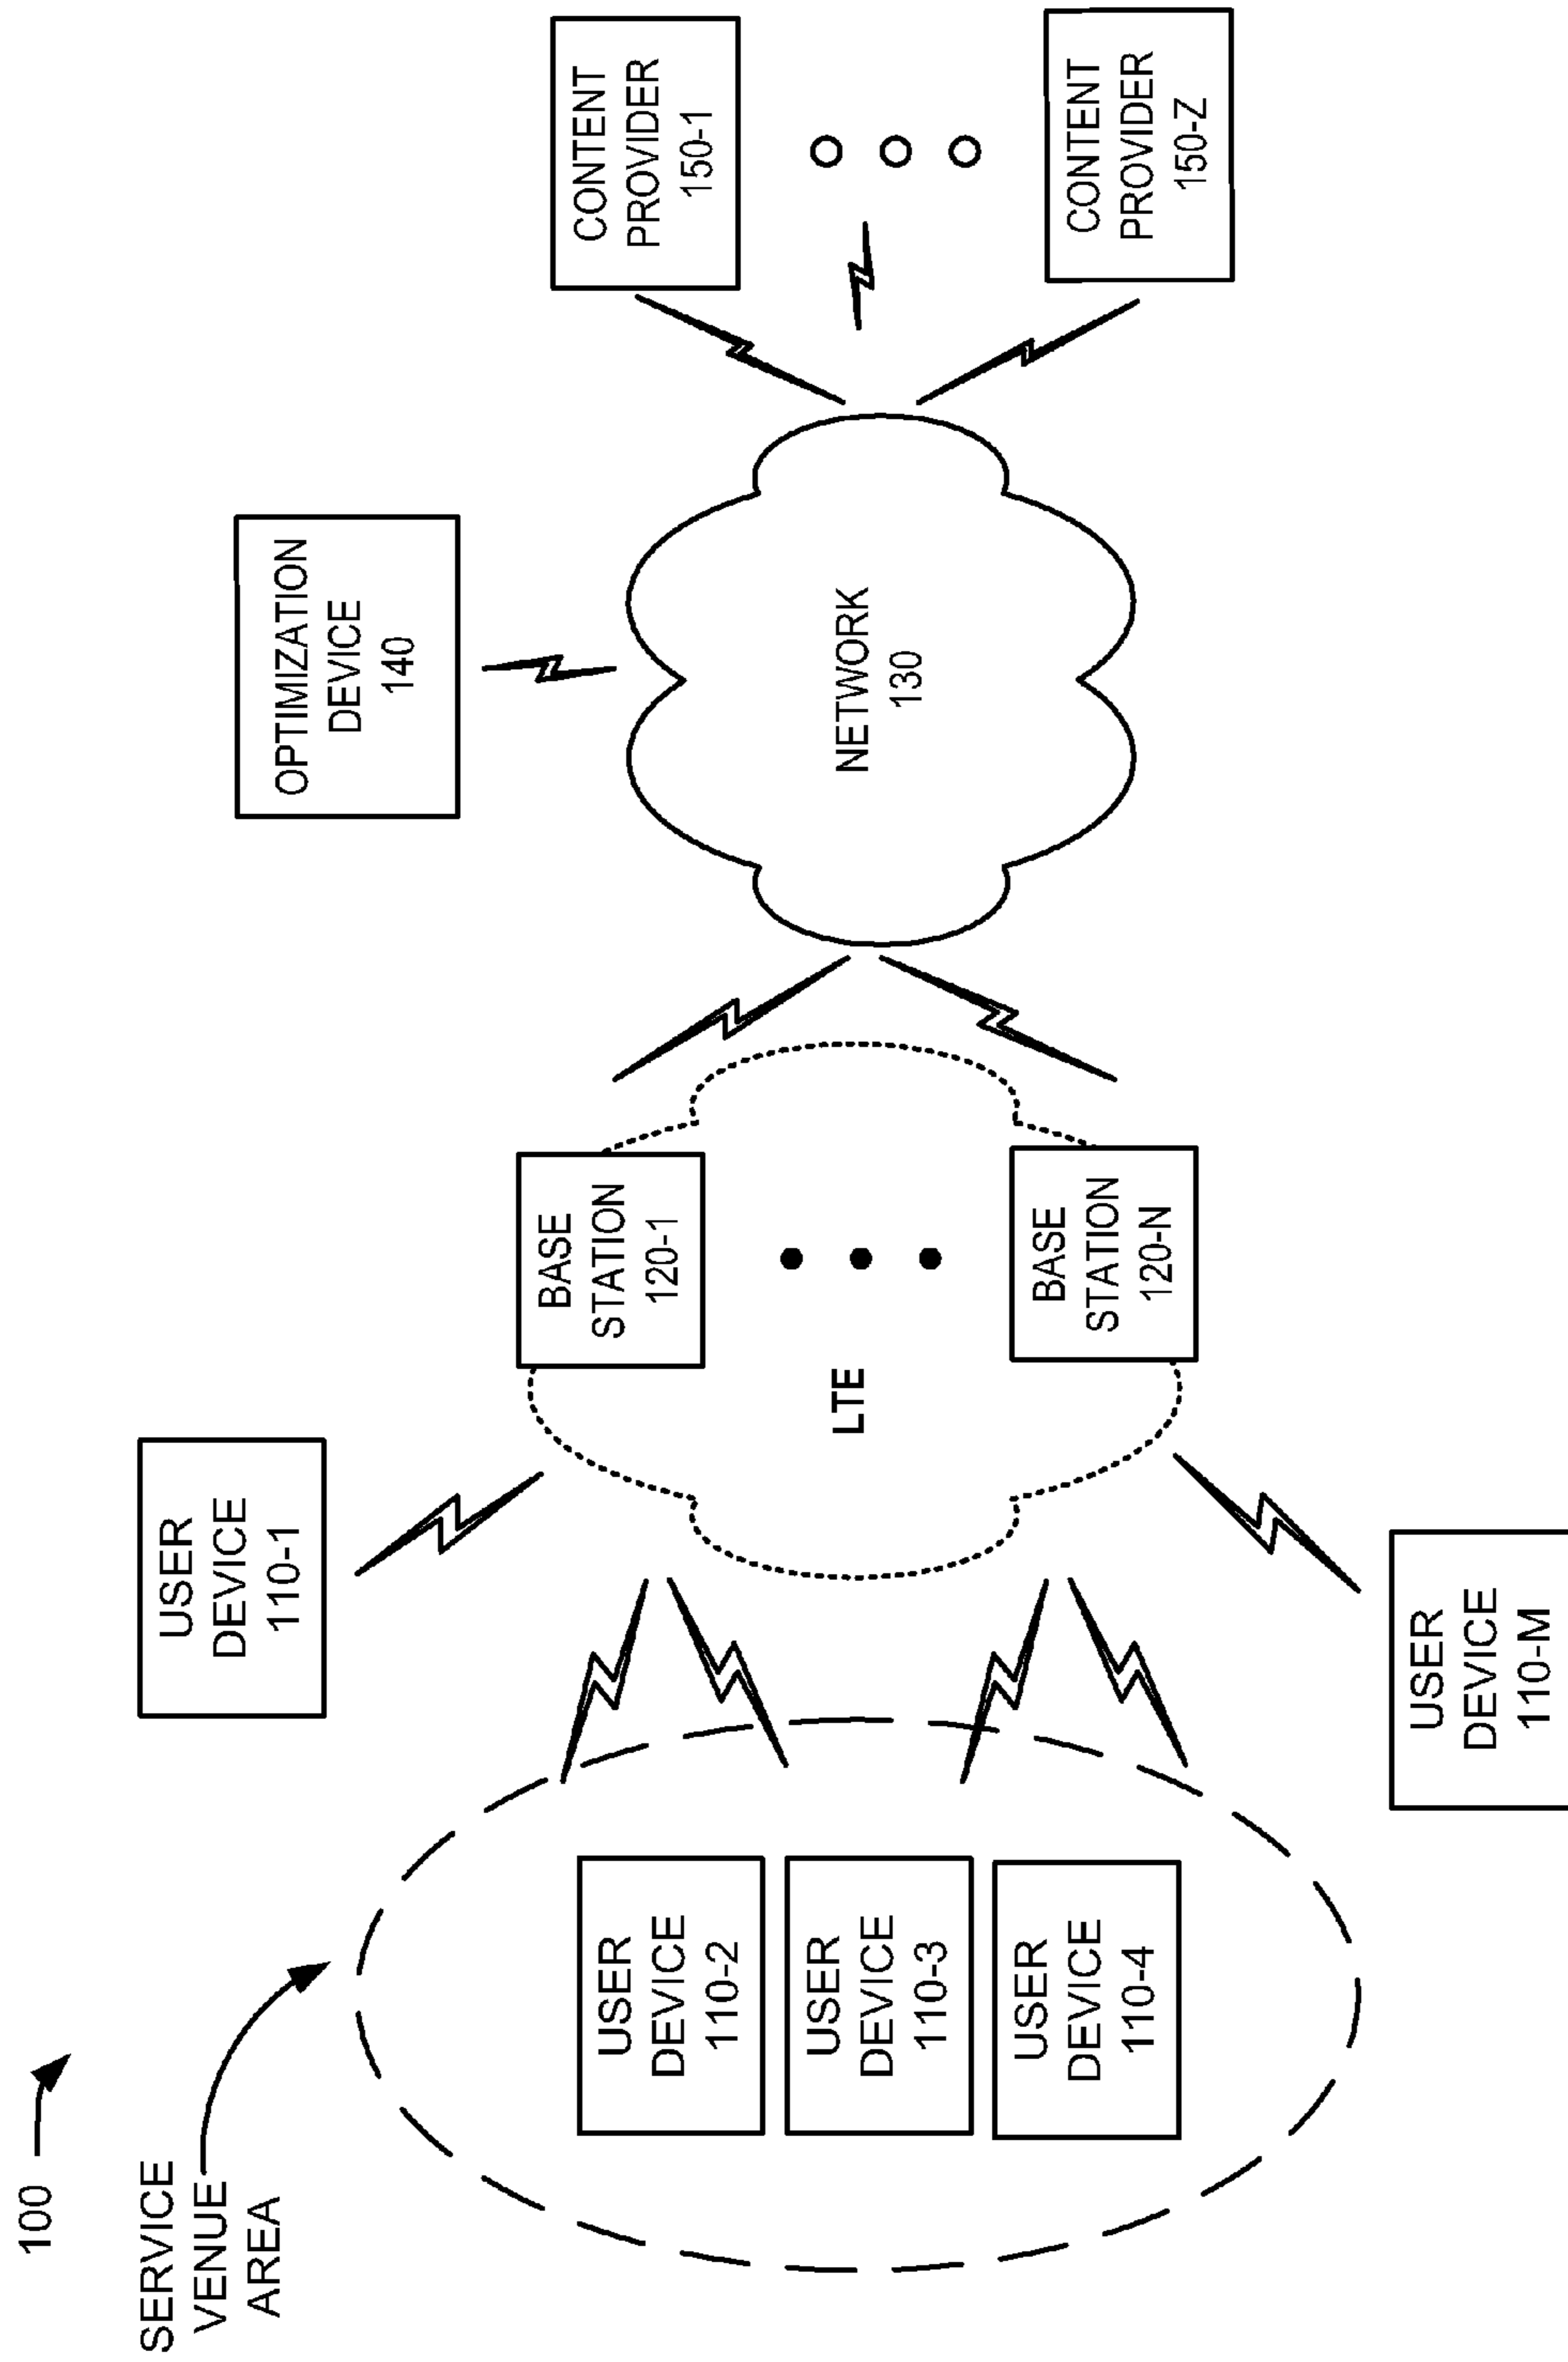 100
SERVICE
VENUE
AREA
USER
DEVICE
110-1
USER
DEVICE
110-2
USER
DEVICE
110-3
USER
DEVICE
110-4
USER
DEVICE
110-M
LTE
BASE
STATION
120-1
BASE
STATION
120-N
OPTIMIZATION
DEVICE
140
NETWORK
130
CONTENT
PROVIDER
150-1
CONTENT
PROVIDER
150-Z